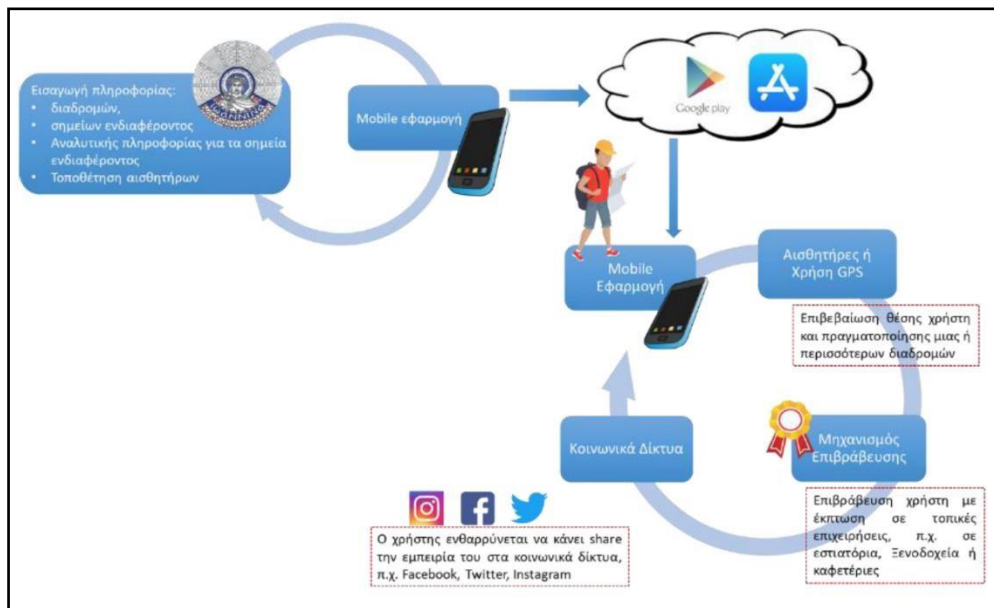 Εισαγωγή πληροφορίας:
• διαδρομών,
• σημείων ενδιαφέροντος
• Αναλυτικής πληροφορίας για τα σημεία
ενδιαφέροντος
• Τοποθέτηση αισθητήρων
ΙΩΑΝΝΙΝΑ
Mobile εφαρμογή
Google play
Mobile
Εφαρμογή
Αισθητήρες ή
Χρήση GPS
Επιβεβαίωση θέσης χρήστη
και πραγματοποίησης μιας ή
περισσότερων διαδρομών
Μηχανισμός
Επιβράβευσης
Επιβράβευση χρήστη με
έκπτωση σε τοπικές
επιχειρήσεις, π.χ. σε
εστιατόρια, Ξενοδοχεία ή
καφετέριες
Κοινωνικά Δίκτυα
Ο χρήστης ενθαρρύνεται να κάνει share
την εμπειρία του στα κοινωνικά δίκτυα,
π.χ. Facebook, Twitter, Instagram